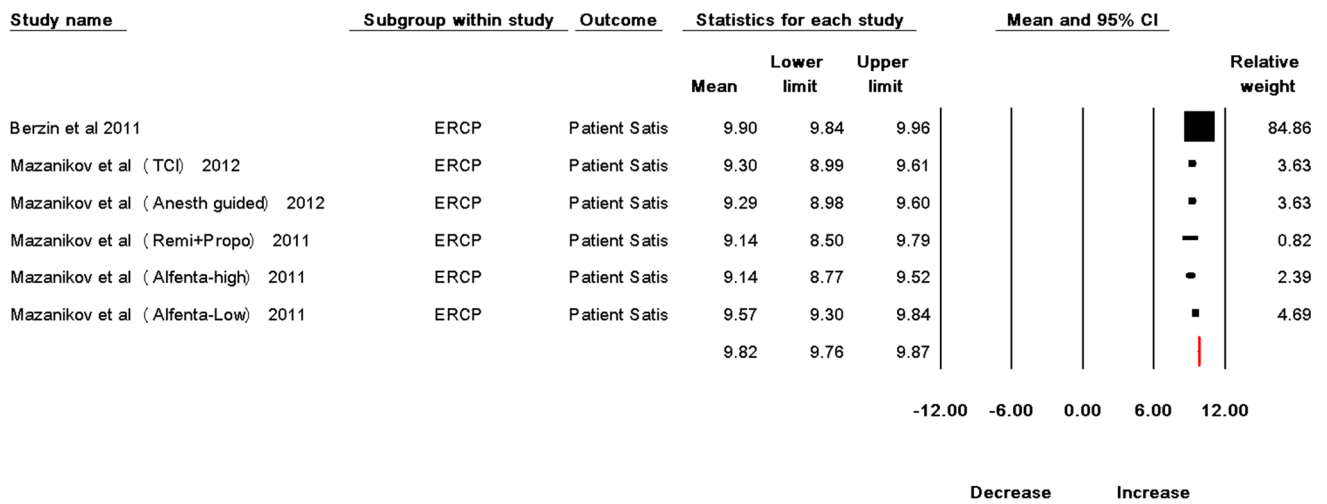 Study name Subgroup within study Outcome Statistics for each study Mean and 95% CI
Lower Upper Relative
Mean limit limit weight
Berzin et al 2011 ERCP Patient Satis 9.90 9.84 9.96 84.86
Mazanikov et al (TCI) 2012 ERCP Patient Satis 9.30 8.99 9.61 3.63
Mazanikov et al (Anesth guided) 2012 ERCP Patient Satis 9.29 8.98 9.60 3.63
Mazanikov et al (Remi+Propo) 2011 ERCP Patient Satis 9.14 8.50 9.79 0.82
Mazanikov et al (Alfenta-high) 2011 ERCP Patient Satis 9.14 8.77 9.52 2.39
Mazanikov et al (Alfenta-Low) 2011 ERCP Patient Satis 9.57 9.30 9.84 4.69
9.82 9.76 9.87
-12.00 -6.00 0.00 6.00 12.00
Decrease Increase